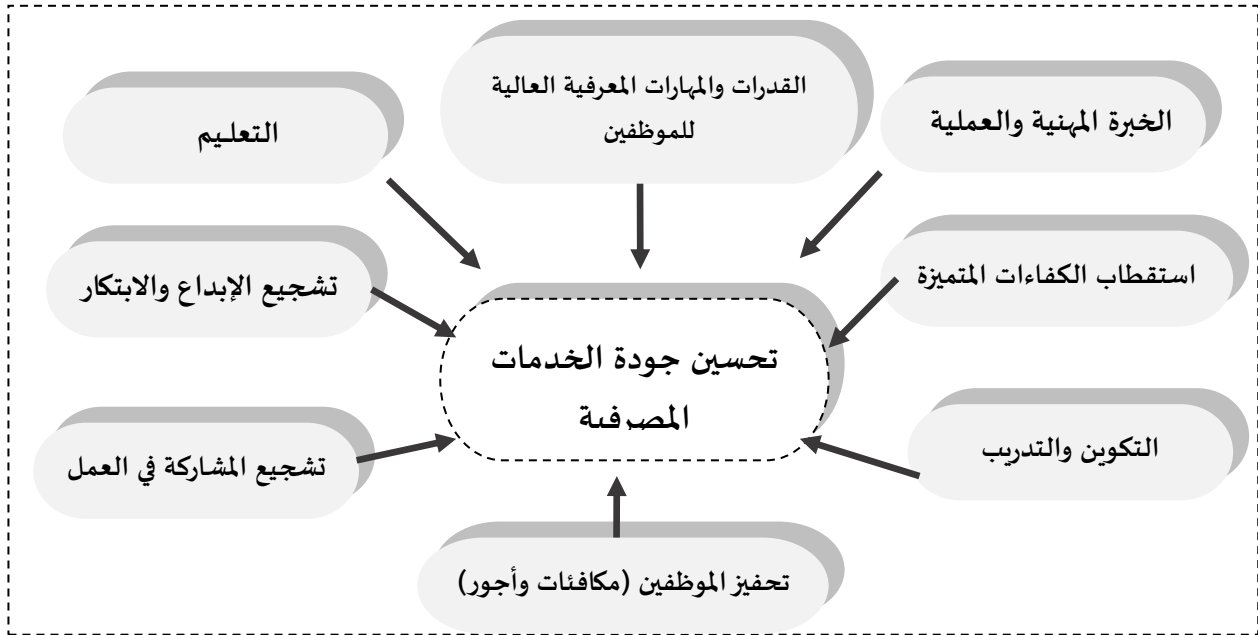 القدرات والمهارات المعرفية العالية
للموظفين
الخبرة المهنية والعملية
التعليم
استقطاب الكفاءات المتميزة
تشجيع الإبداع والابتكار
تحسين جودة الخدمات
المصرفية
التكوين والتدريب
تشجيع المشاركة في العمل
تحفيز الموظفين (مكافئات وأجور)